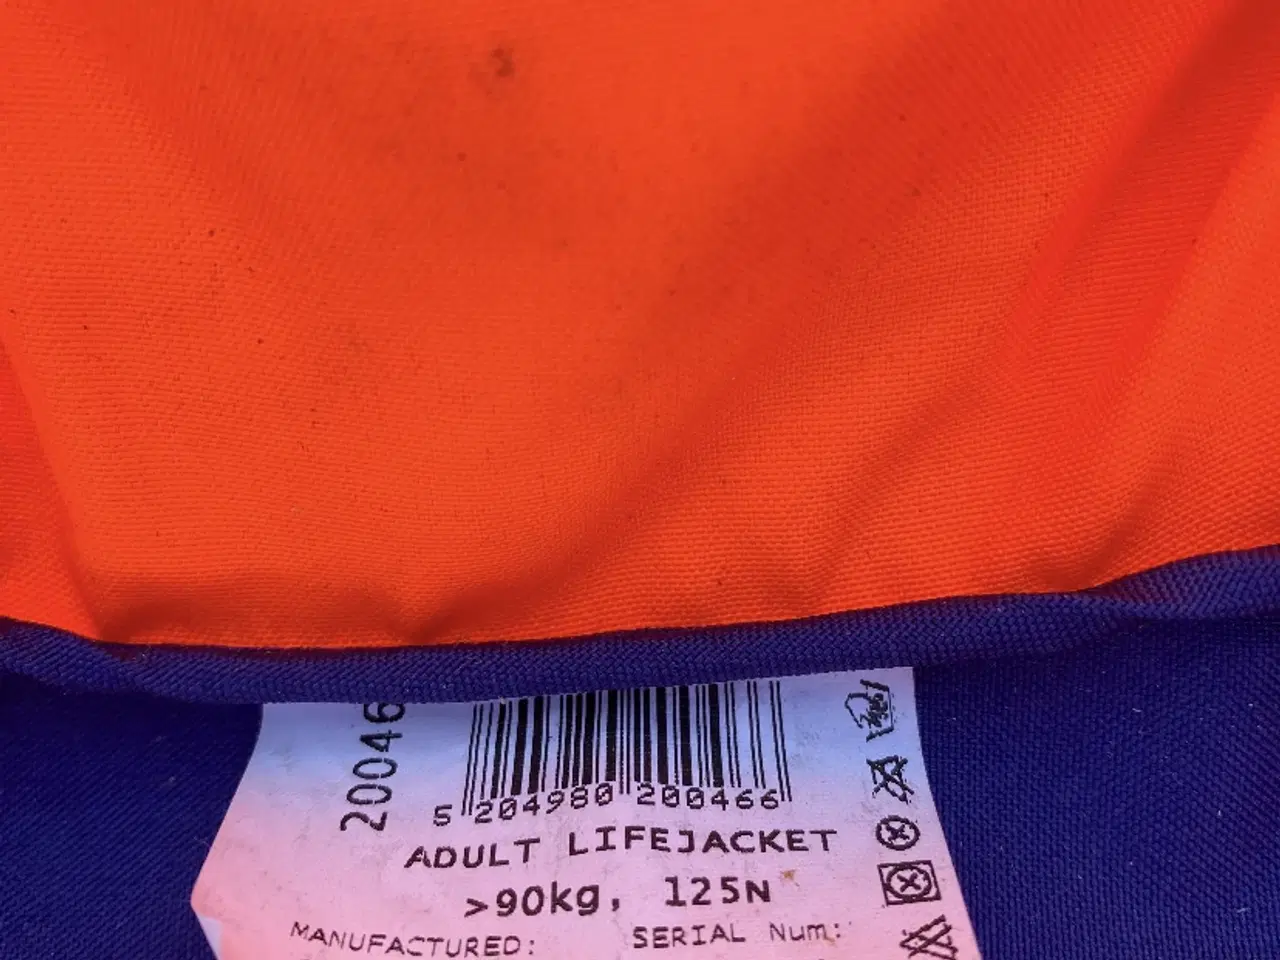 20046
5 204980 200466
ADULT LIFEJACKET
>90kg, 125N
MANUFACTURED: SERIAL Num: